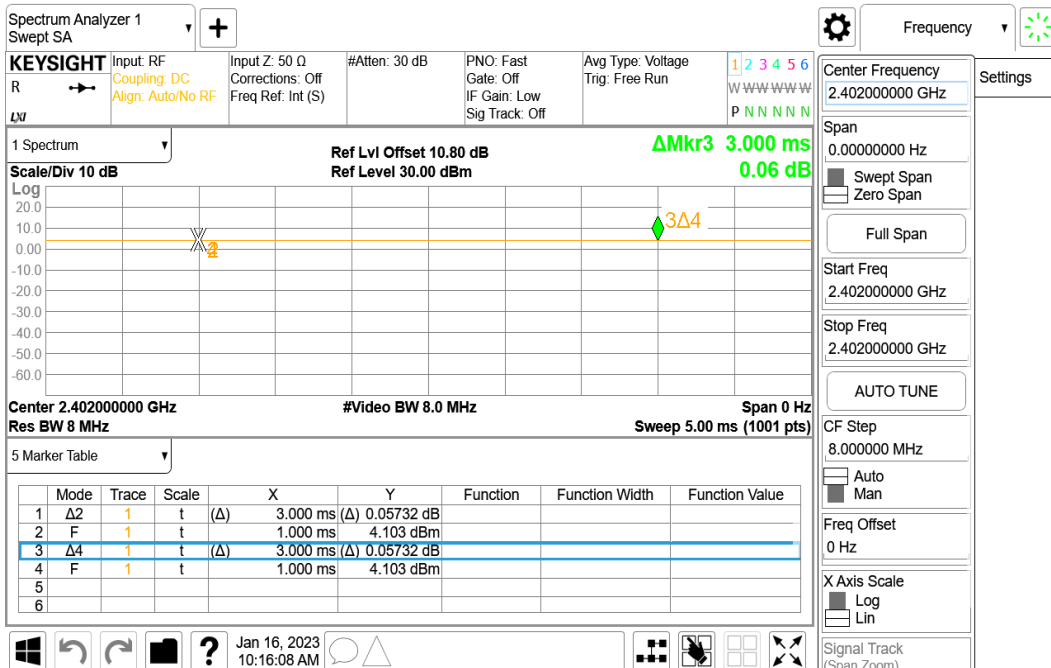 Spectrum Analyzer 1
Swept SA
Frequency
KEYSIGHT
R
LXI
Input: RF
Coupling: DC
Align: Auto/No RF
Input Z: 50 Ω
Corrections: Off
Freq Ref: Int (S)
#Atten: 30 dB
PNO: Fast
Gate: Off
IF Gain: Low
Sig Track: Off
Avg Type: Voltage
Trig: Free Run
1 2 3 4 5 6
W W W W W W
P N N N N N
1 Spectrum
Scale/Div 10 dB
Ref Lvl Offset 10.80 dB
Ref Level 30.00 dBm
ΔMkr3 3.000 ms
0.06 dB
Log
20.0
10.0
0.00
-10.0
-20.0
-30.0
-40.0
-50.0
-60.0
3Δ4
Center 2.402000000 GHz
#Video BW 8.0 MHz
Span 0 Hz
Res BW 8 MHz
Sweep 5.00 ms (1001 pts)
5 Marker Table
Mode Trace Scale X Y Function Function Width Function Value
1 Δ2 1 t (Δ) 3.000 ms (Δ) 0.05732 dB
2 F 1 t 1.000 ms 4.103 dBm
3 Δ4 1 t (Δ) 3.000 ms (Δ) 0.05732 dB
4 F 1 t 1.000 ms 4.103 dBm
5
6
?
Jan 16, 2023
10:16:08 AM
Center Frequency
2.402000000 GHz
Span
0.00000000 Hz
Swept Span
Zero Span
Full Span
Start Freq
2.402000000 GHz
Stop Freq
2.402000000 GHz
AUTO TUNE
CF Step
8.000000 MHz
Auto
Man
Freq Offset
0 Hz
X Axis Scale
Log
Lin
Signal Track
(Span Zoom)
Settings